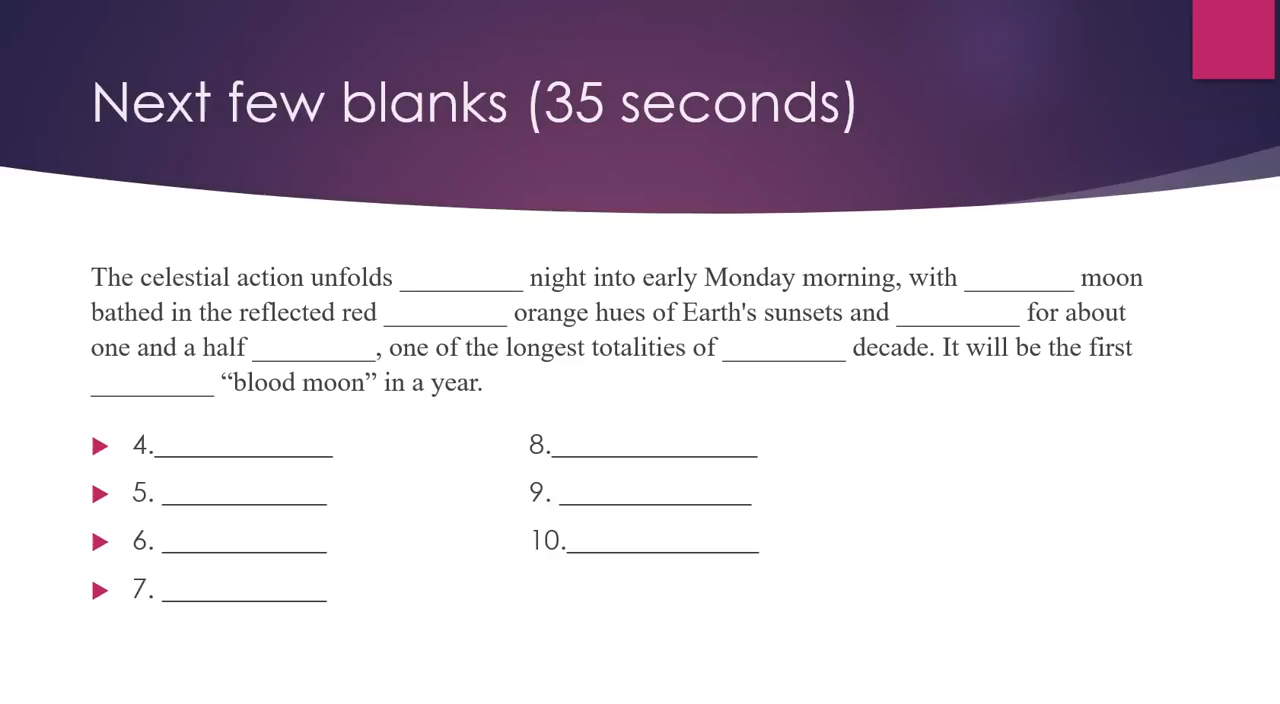 Next few blanks (35 seconds)
The celestial action unfolds _________ night into early Monday morning, with ________ moon
bathed in the reflected red _________ orange hues of Earth's sunsets and _________ for about
one and a half _________, one of the longest totalities of _________ decade. It will be the first
_________ “blood moon” in a year.
4._____________ 8._______________
5. ____________ 9. ______________
6. ____________ 10.______________
7. ____________